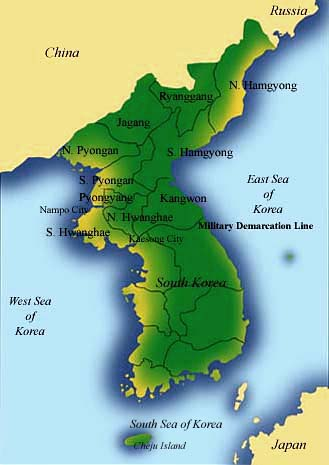 Russia
China
N. Hamgyong
Ryanggang
Jagang
N. Pyongan
S. Hamgyong
S. Pyongan
East Sea
of
Korea
Pyongyang
Kangwon
Nampo City
N. Hwanghae
Military Demarcation Line
S. Hwanghae
Kaesong City
South Korea
West Sea
of
Korea
South Sea of Korea
Cheju Island
Japan